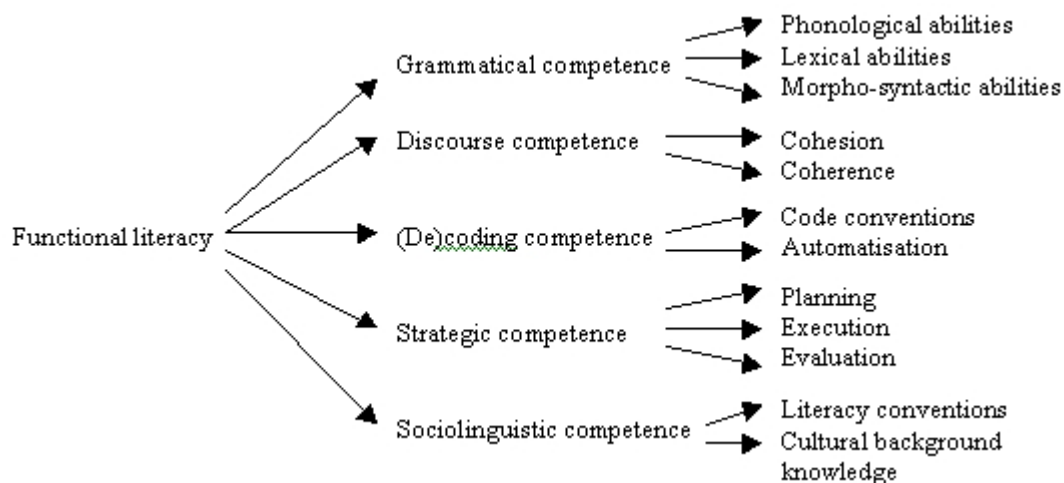 Functional literacy
Grammatical competence
Phonological abilities
Lexical abilities
Morpho-syntactic abilities
Discourse competence
Cohesion
Coherence
(De)coding competence
Code conventions
Automatisation
Strategic competence
Planning
Execution
Evaluation
Sociolinguistic competence
Literacy conventions
Cultural background
knowledge